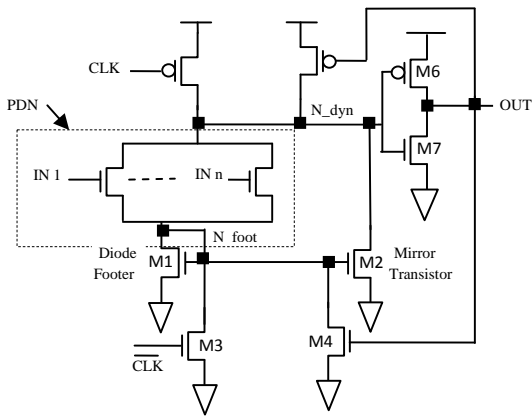 CLK
M6
PDN
N_dyn
OUT
M7
IN 1
IN n
N_foot
Diode
Footer
M1
M2
Mirror
Transistor
M3
M4
CLK